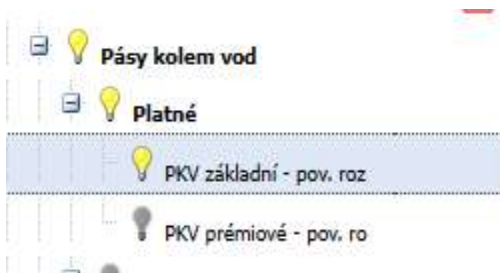 Pásy kolem vod
Platné
PKV základní - pov. roz
PKV prémiové - pov. ro